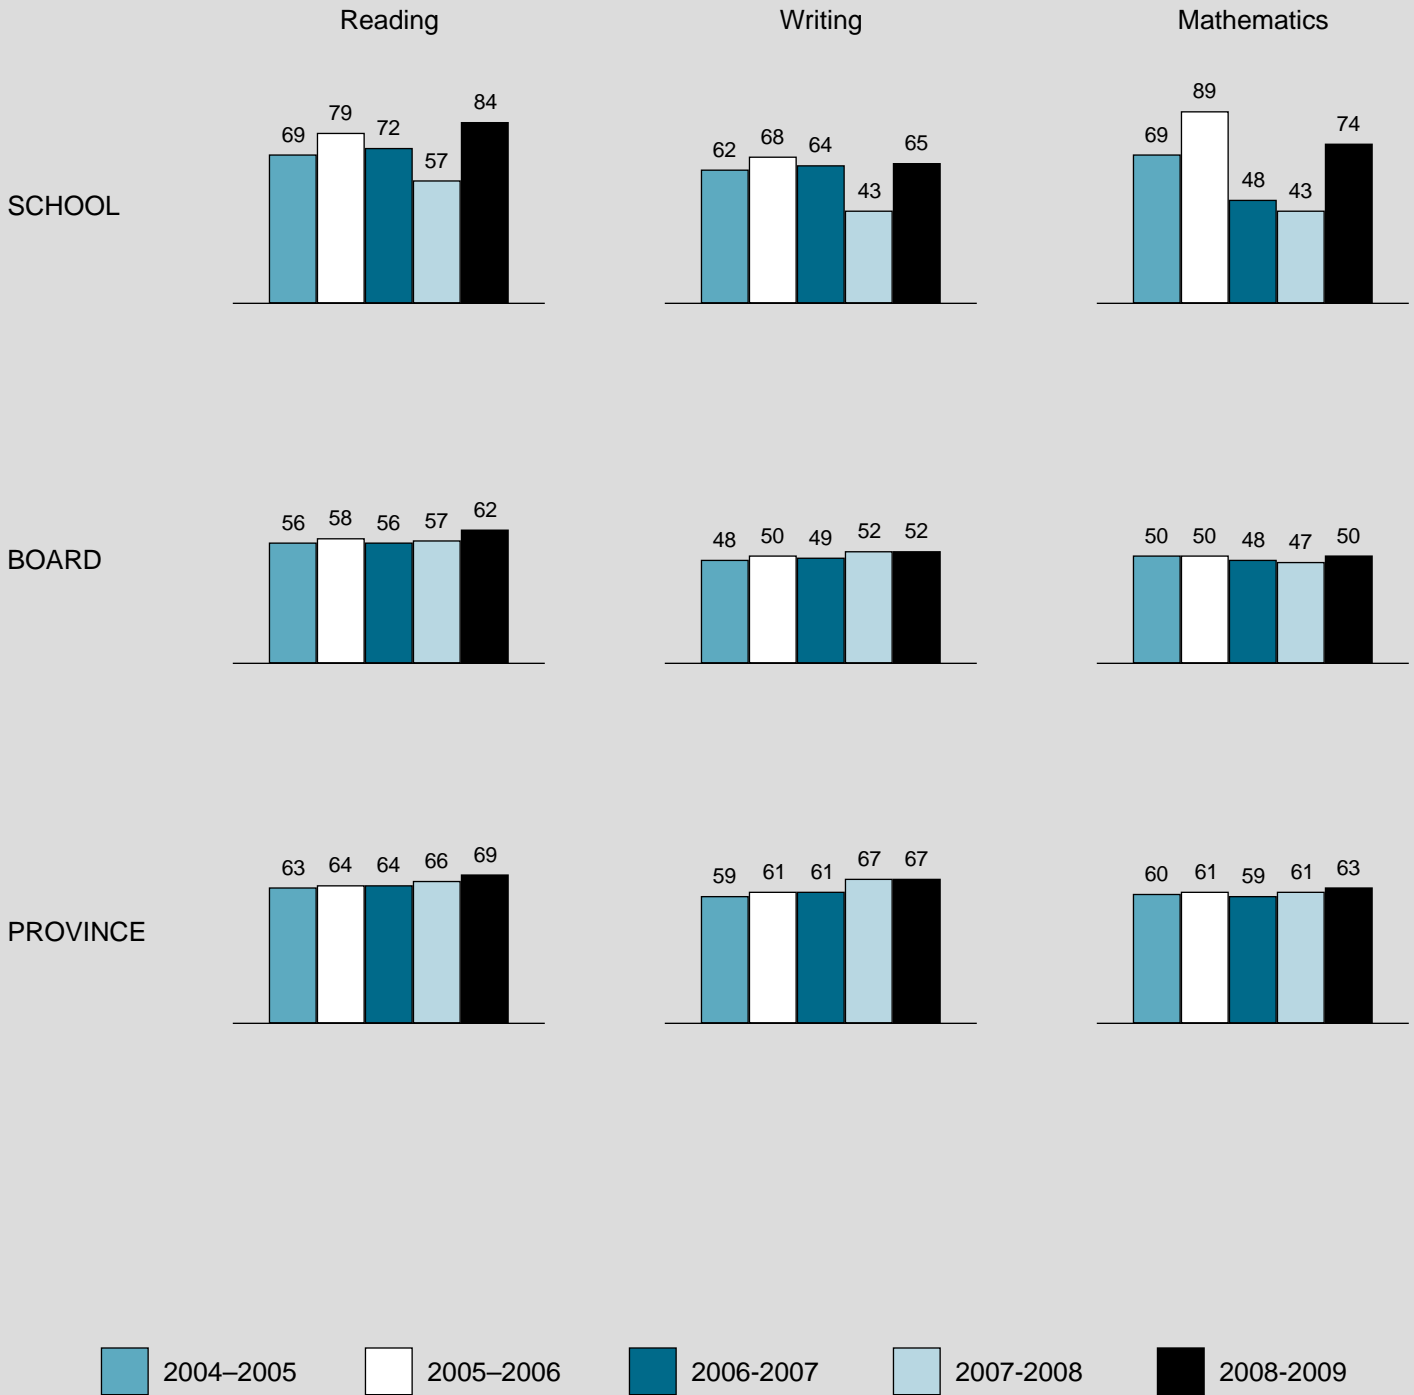 Reading Writing Mathematics
SCHOOL
69 79 72 57 84
62 68 64 43 65
69 89 48 43 74
BOARD
56 58 56 57 62
48 50 49 52 52
50 50 48 47 50
PROVINCE
63 64 64 66 69
59 61 61 67 67
60 61 59 61 63
2004–2005 2005–2006 2006-2007 2007-2008 2008-2009